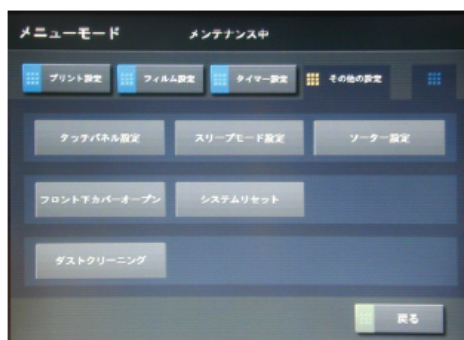 メニューモード メンテナンス中
プリント設定 フィルム設定 タイマー設定 その他の設定
タッチパネル設定 スリープモード設定 ソーター設定
フロント下カバーオープン システムリセット
ダストクリーニング
戻る